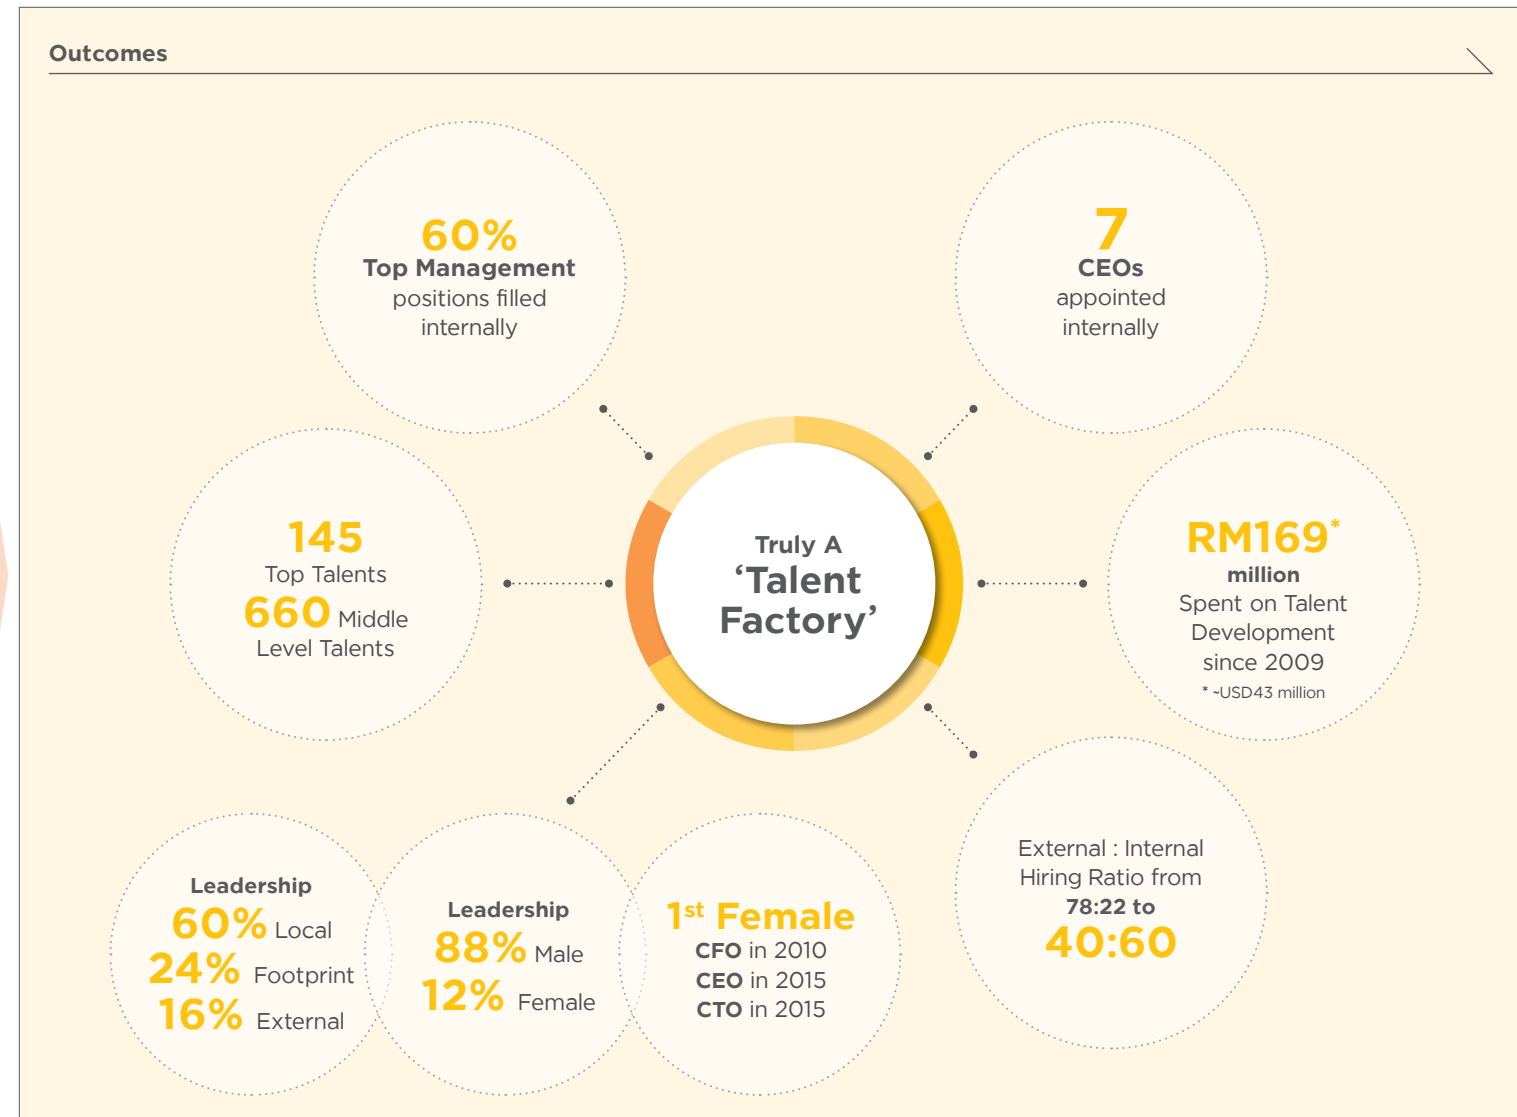 Outcomes
60%
Top Management
positions filled
internally
7
CEOs
appointed
internally
145
Top Talents
660 Middle
Level Talents
Truly A
‘Talent
Factory’
RM169*
million
Spent on Talent
Development
since 2009
* ~USD43 million
Leadership
60% Local
24% Footprint
16% External
Leadership
88% Male
12% Female
1st Female
CFO in 2010
CEO in 2015
CTO in 2015
External : Internal
Hiring Ratio from
78:22 to
40:60